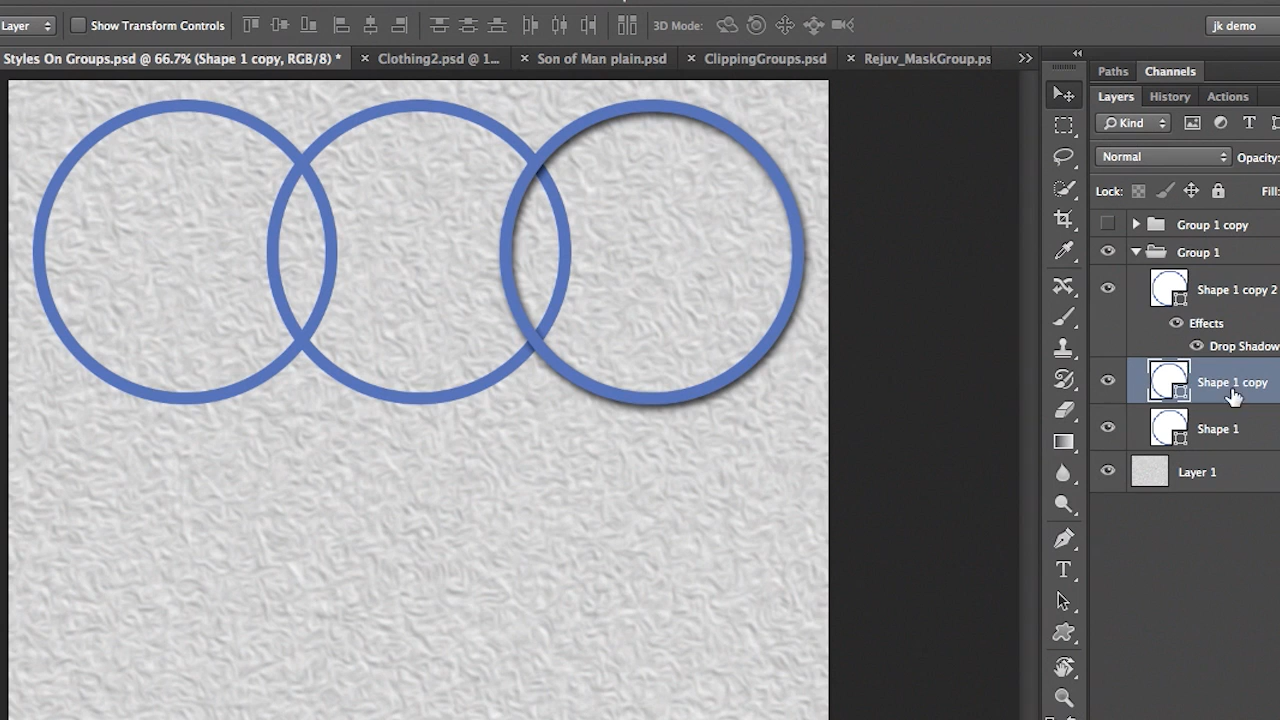 Layer Show Transform Controls 3D Mode: jk demo
Styles On Groups.psd @ 66.7% (Shape 1 copy, RGB/8) * × Clothing2.psd @ 1... × Son of Man plain.psd × ClippingGroups.psd × Rejuv_MaskGroup.ps
Paths Channels
Layers History Actions
Kind T
Normal Opacity:
Lock: Fill:
Group 1 copy
Group 1
Shape 1 copy 2
Effects
Drop Shadow
Shape 1 copy
Shape 1
Layer 1